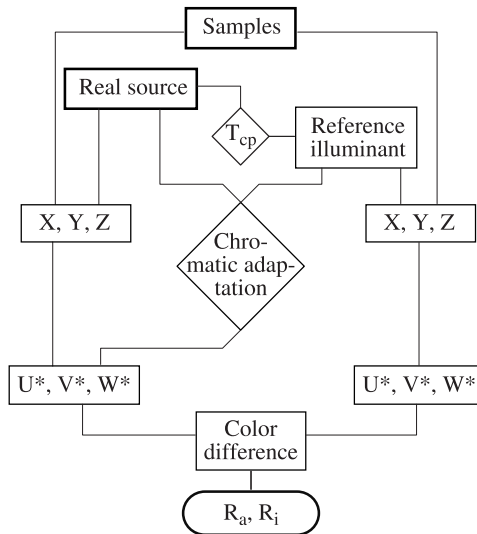 Samples
Real source
T_cp
Reference
illuminant
X, Y, Z
X, Y, Z
Chro-
matic adap-
tation
U*, V*, W*
U*, V*, W*
Color
difference
R_a, R_i